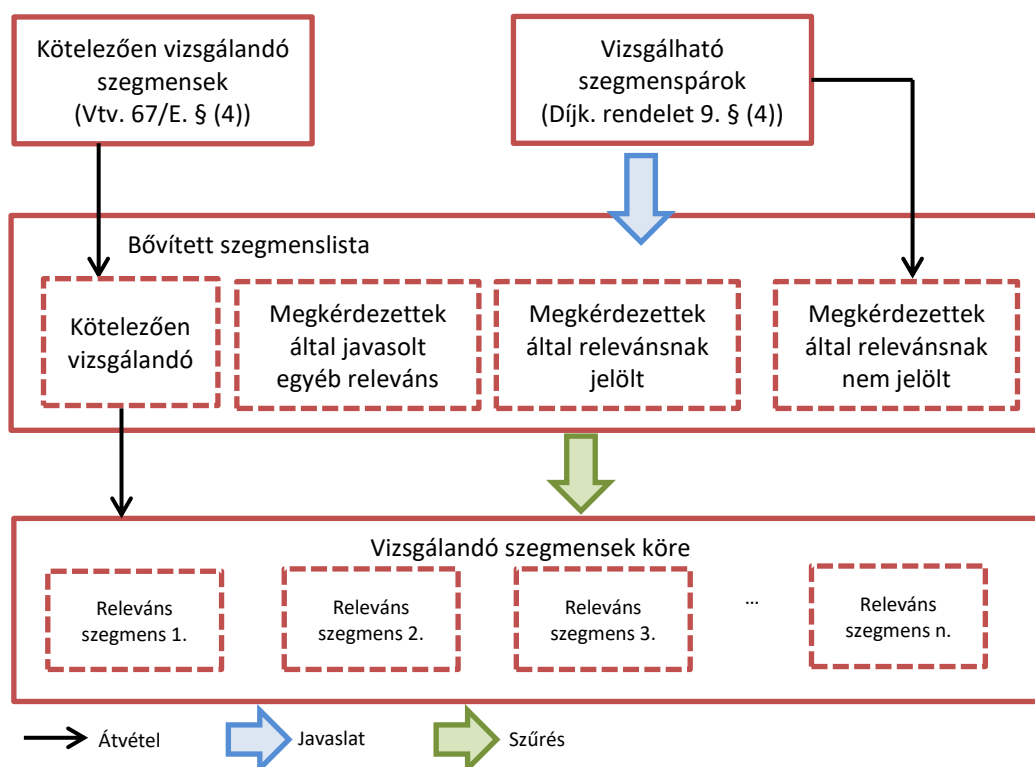 Kötelezően vizsgálandó
szegmensek
(Vtv. 67/E. § (4))
Vizsgálható
szegmenspárok
(Díjk. rendelet 9. § (4))
Bővített szegmenslista
Kötelezően
vizsgálandó
Megkérdezettek
által javasolt
egyéb releváns
Megkérdezettek
által relevánsnak
jelölt
Megkérdezettek
által relevánsnak
nem jelölt
Vizsgálandó szegmensek köre
Releváns
szegmens 1.
Releváns
szegmens 2.
Releváns
szegmens 3.
...
Releváns
szegmens n.
Átvétel
Javaslat
Szűrés